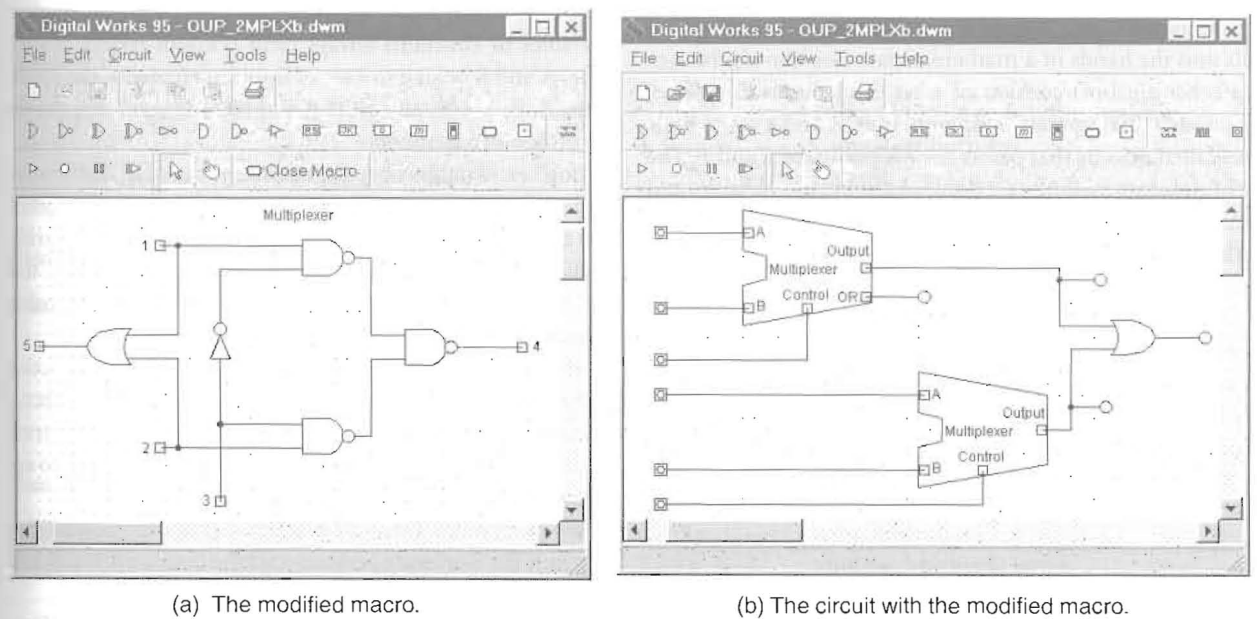 Digital Works 95 - OUP_2MPLXb.dwm
File Edit Circuit View Tools Help
Close Macro
Multiplexer
1
5
4
2
3
(a) The modified macro.
Digital Works 95 - OUP_2MPLXb.dwm
File Edit Circuit View Tools Help
A
Output
Multiplexer
B
Control OR
A
Output
Multiplexer
B
Control
(b) The circuit with the modified macro.